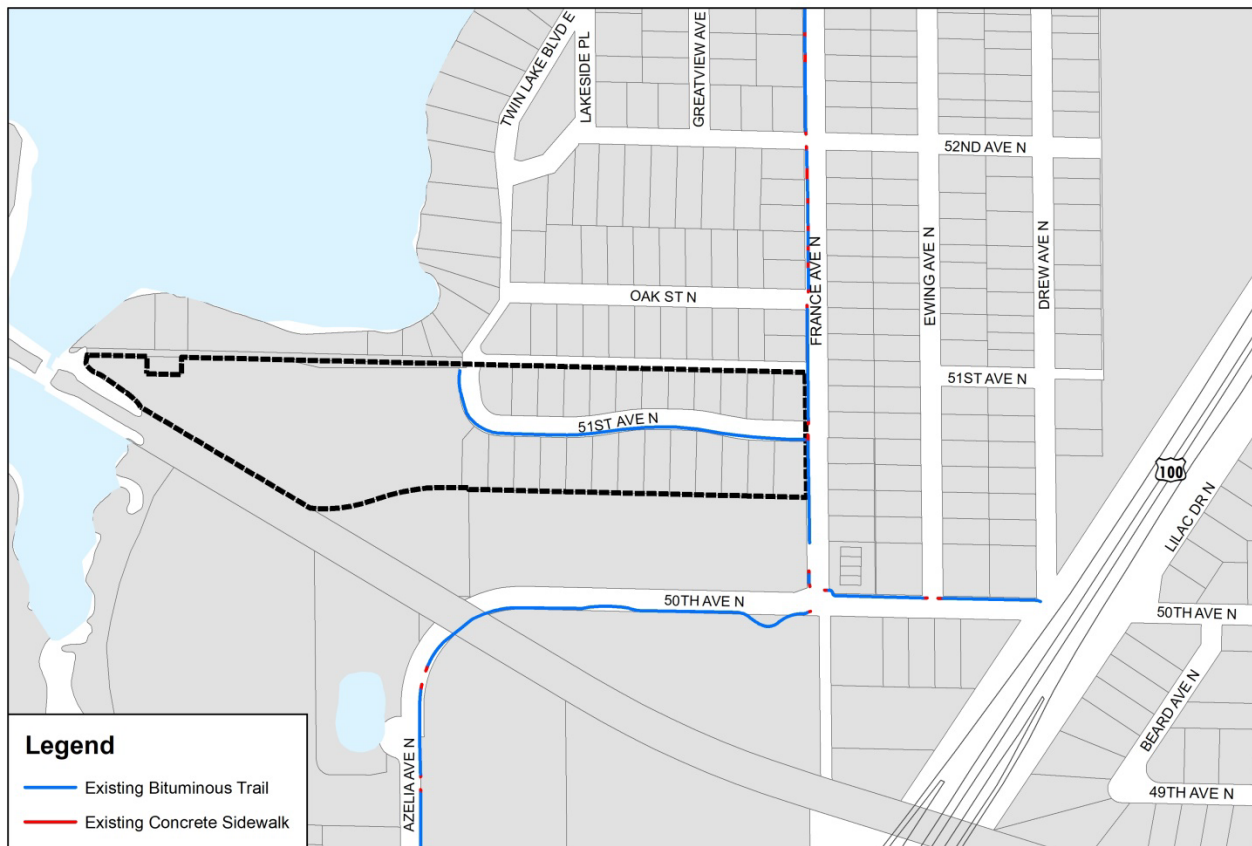 TWIN LAKE BLVD E
LAKESIDE PL
GREATVIEW AVE
52ND AVE N
FRANCE AVE N
EWING AVE N
DREW AVE N
OAK ST N
51ST AVE N
51ST AVE N
100
LILAC DR N
50TH AVE N
50TH AVE N
BEARD AVE N
49TH AVE N
AZELIA AVE N
Legend
Existing Bituminous Trail
Existing Concrete Sidewalk